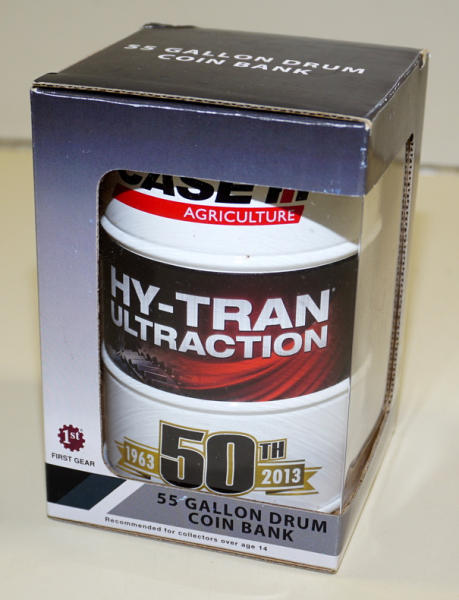 55 GALLON DRUM
COIN BANK
CASE IH
AGRICULTURE
HY-TRAN®
ULTRACTION
50TH
1963 2013
1st
FIRST GEAR
55 GALLON DRUM
COIN BANK
Recommended for collectors over age 14